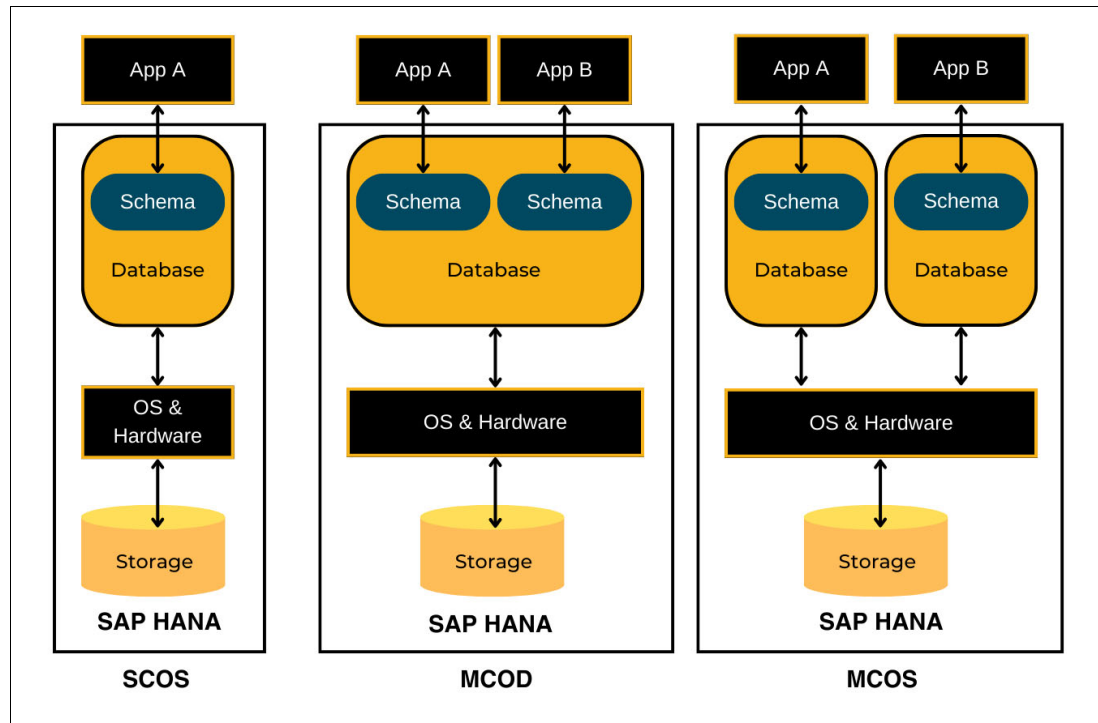 App A
Schema
Database
OS &
Hardware
Storage
SAP HANA
SCOS
App A
App B
Schema
Schema
Database
OS & Hardware
Storage
SAP HANA
MCOD
App A
App B
Schema
Schema
Database
Database
OS & Hardware
Storage
SAP HANA
MCOS